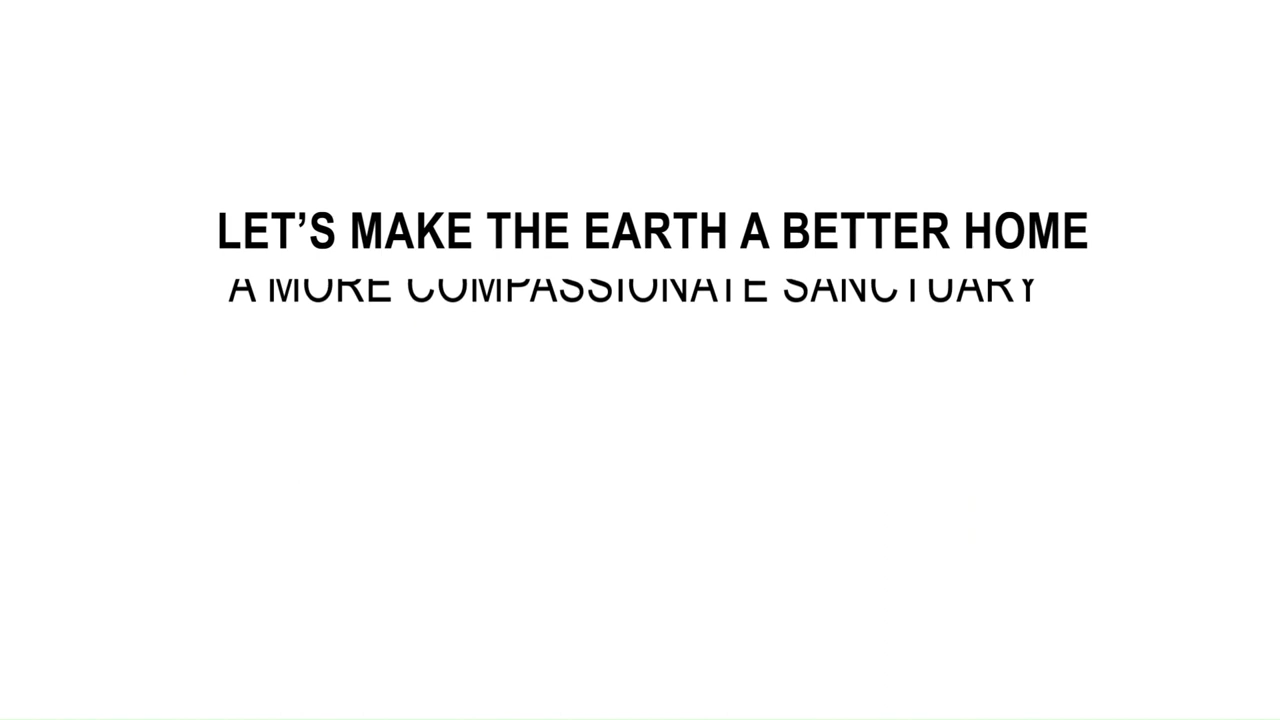 LET’S MAKE THE EARTH A BETTER HOME
A MORE COMPASSIONATE SANCTUARY